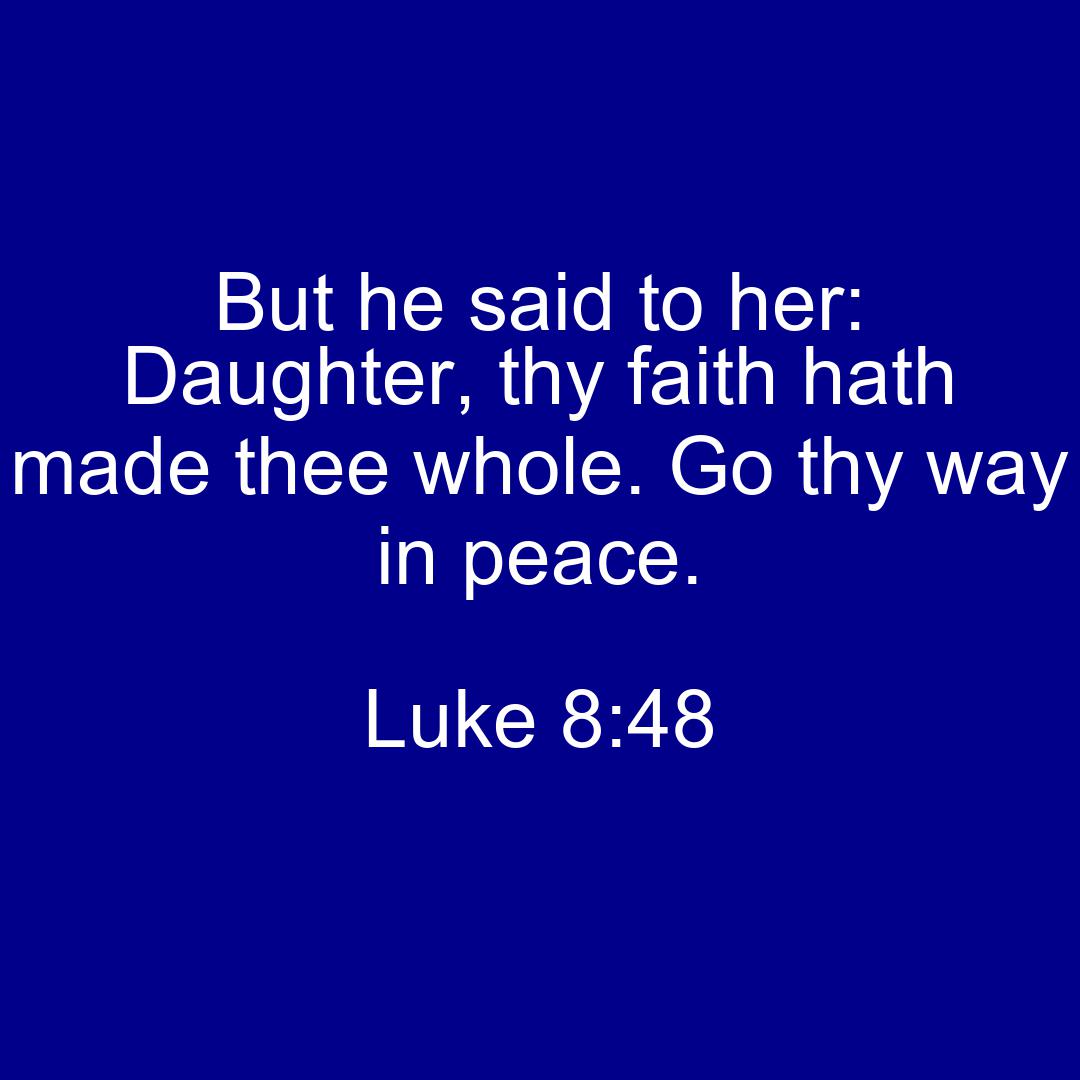 But he said to her:
Daughter, thy faith hath
made thee whole. Go thy way
in peace.
Luke 8:48